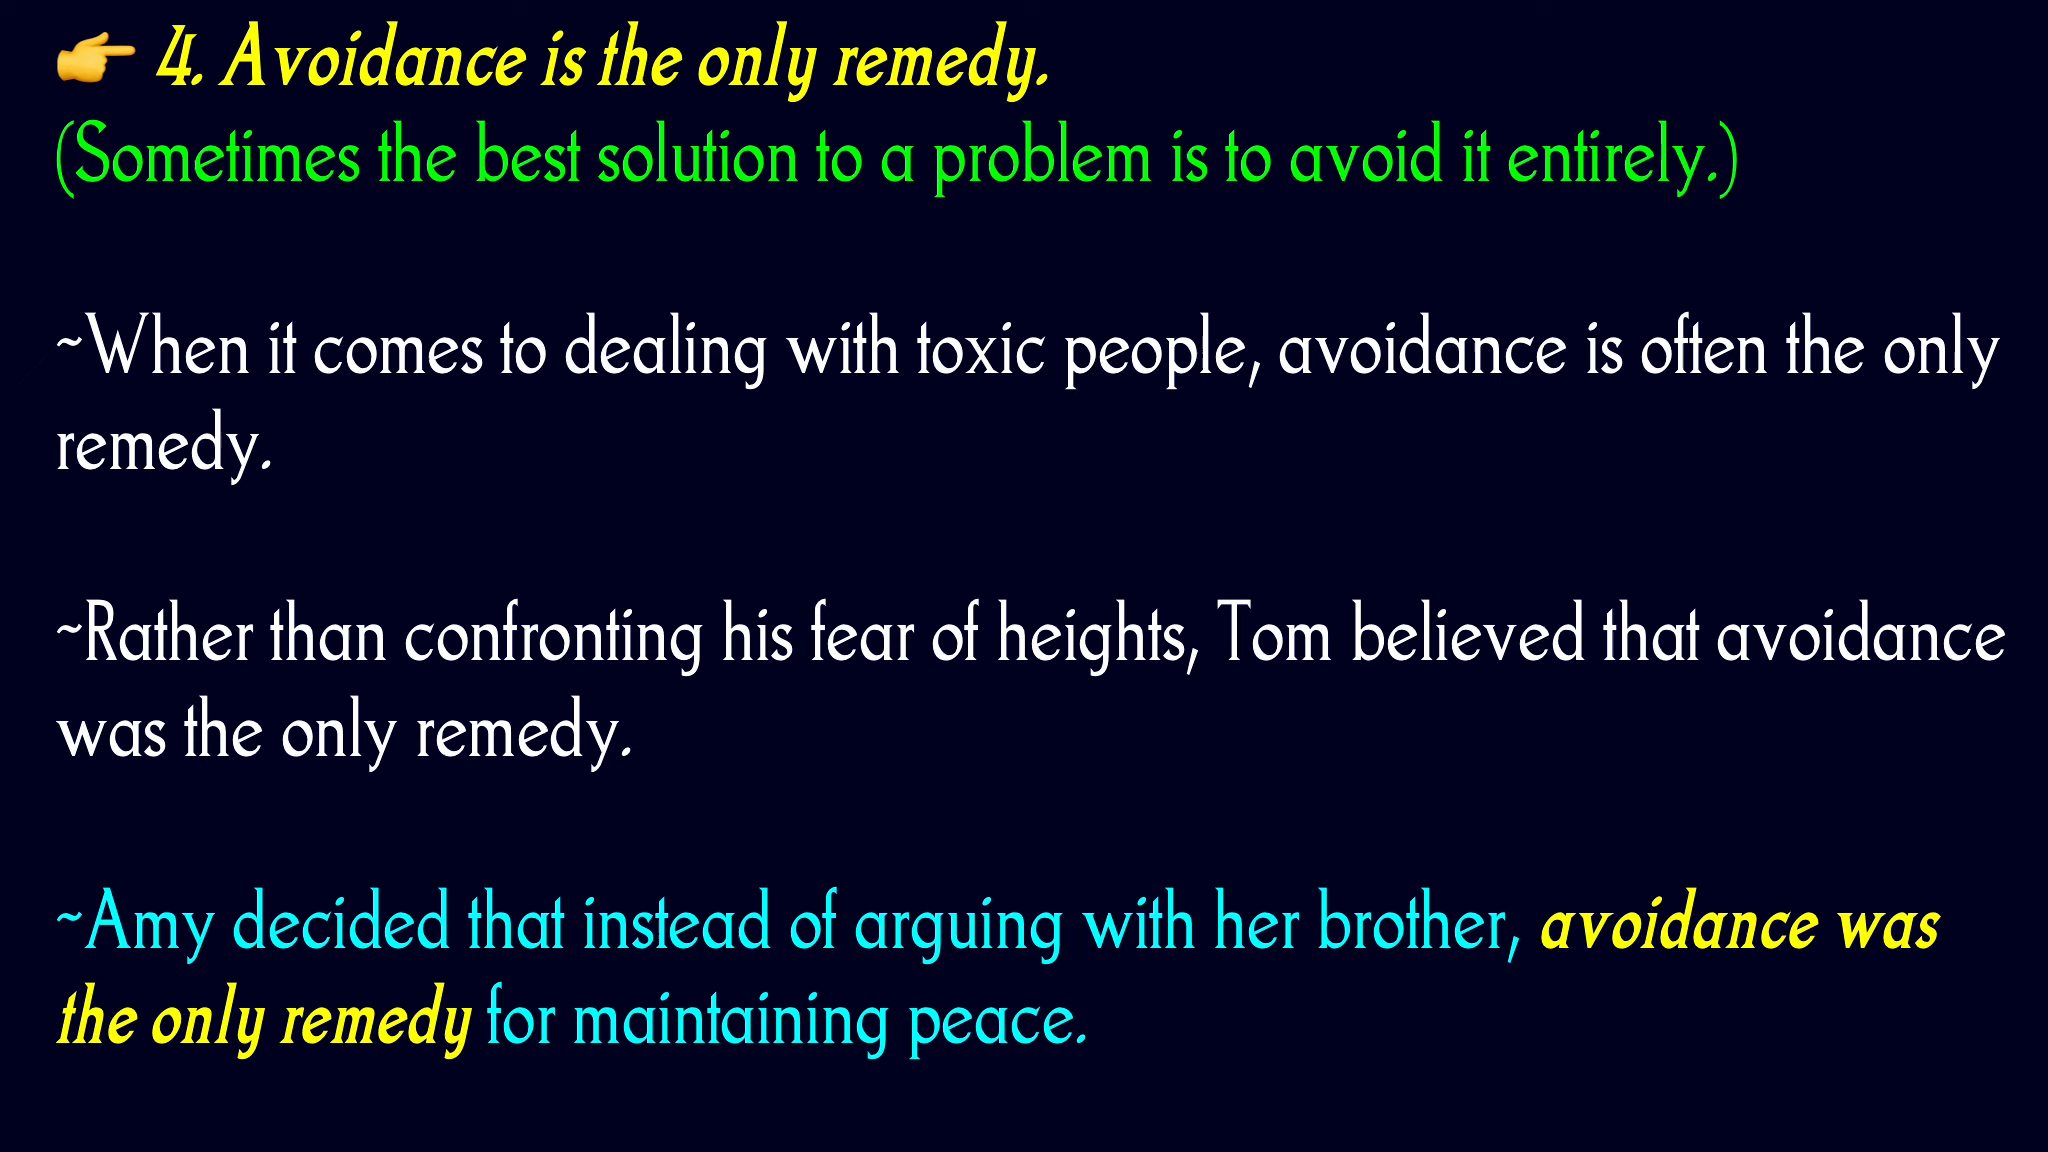 👉 4. Avoidance is the only remedy.
(Sometimes the best solution to a problem is to avoid it entirely.)
~When it comes to dealing with toxic people, avoidance is often the only
remedy.
~Rather than confronting his fear of heights, Tom believed that avoidance
was the only remedy.
~Amy decided that instead of arguing with her brother, avoidance was
the only remedy for maintaining peace.